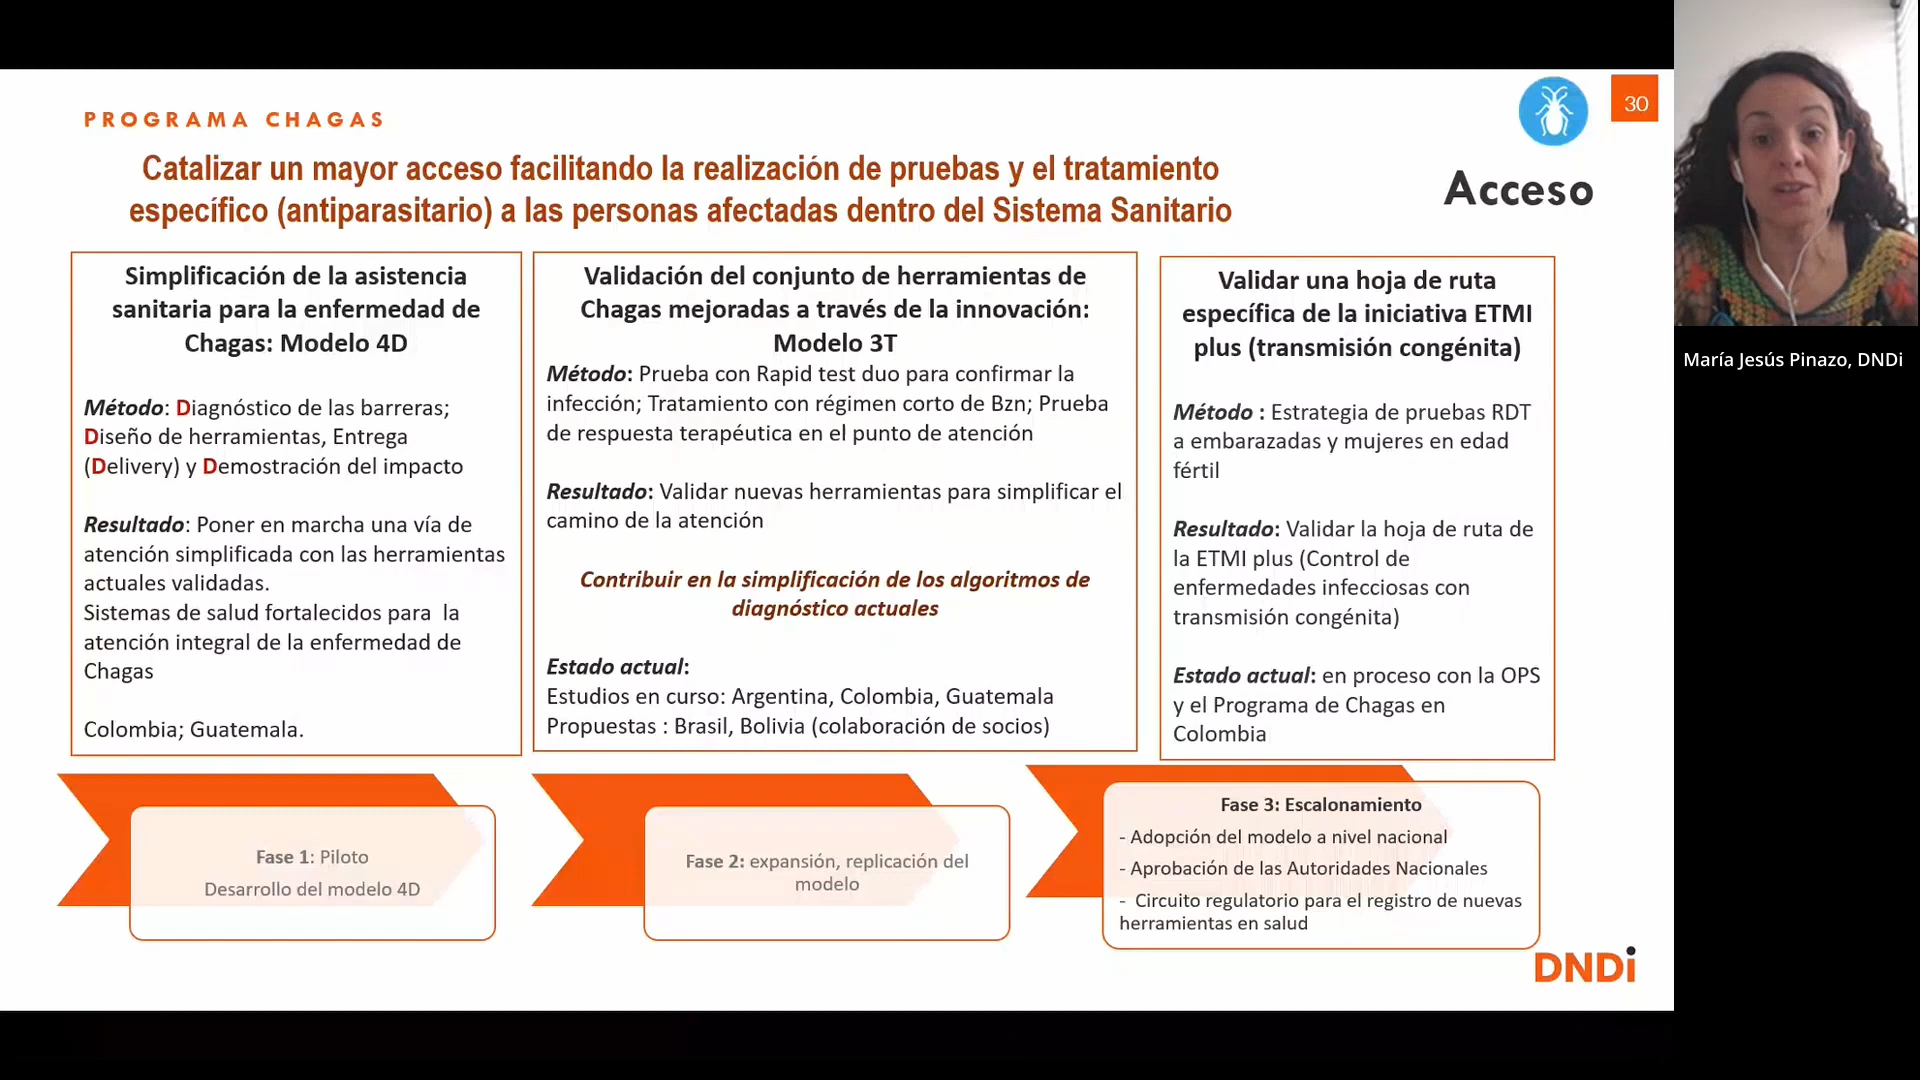 PROGRAMA CHAGAS
30
Catalizar un mayor acceso facilitando la realización de pruebas y el tratamiento
específico (antiparasitario) a las personas afectadas dentro del Sistema Sanitario
Acceso
Simplificación de la asistencia
sanitaria para la enfermedad de
Chagas: Modelo 4D
Método: Diagnóstico de las barreras;
Diseño de herramientas, Entrega
(Delivery) y Demostración del impacto
Resultado: Poner en marcha una vía de
atención simplificada con las herramientas
actuales validadas.
Sistemas de salud fortalecidos para la
atención integral de la enfermedad de
Chagas
Colombia; Guatemala.
Validación del conjunto de herramientas de
Chagas mejoradas a través de la innovación:
Modelo 3T
Método: Prueba con Rapid test duo para confirmar la
infección; Tratamiento con régimen corto de Bzn; Prueba
de respuesta terapéutica en el punto de atención
Resultado: Validar nuevas herramientas para simplificar el
camino de la atención
Contribuir en la simplificación de los algoritmos de
diagnóstico actuales
Estado actual:
Estudios en curso: Argentina, Colombia, Guatemala
Propuestas : Brasil, Bolivia (colaboración de socios)
Validar una hoja de ruta
específica de la iniciativa ETMI
plus (transmisión congénita)
Método : Estrategia de pruebas RDT
a embarazadas y mujeres en edad
fértil
Resultado: Validar la hoja de ruta de
la ETMI plus (Control de
enfermedades infecciosas con
transmisión congénita)
Estado actual: en proceso con la OPS
y el Programa de Chagas en
Colombia
Fase 1: Piloto
Desarrollo del modelo 4D
Fase 2: expansión, replicación del
modelo
Fase 3: Escalonamiento
- Adopción del modelo a nivel nacional
- Aprobación de las Autoridades Nacionales
- Circuito regulatorio para el registro de nuevas
herramientas en salud
DNDi
María Jesús Pinazo, DNDi